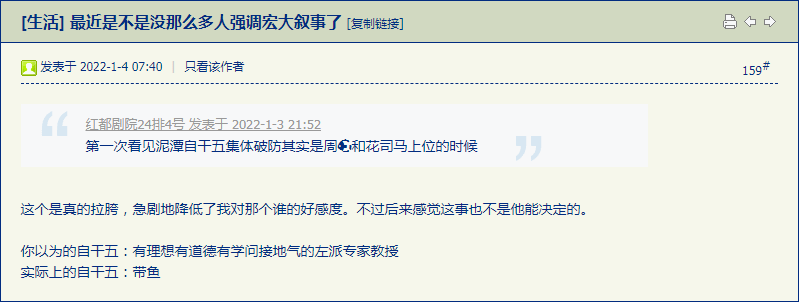 [生活] 最近是不是没那么多人强调宏大叙事了 [复制链接]
发表于 2022-1-4 07:40 | 只看该作者
159#
红都剧院24排4号 发表于 2022-1-3 21:52
第一次看见泥潭自干五集体破防其实是周�和花司马上位的时候
这个是真的拉胯，急剧地降低了我对那个谁的好感度。不过后来感觉这事也不是他能决定的。
你以为的自干五：有理想有道德有学问接地气的左派专家教授
实际上的自干五：带鱼